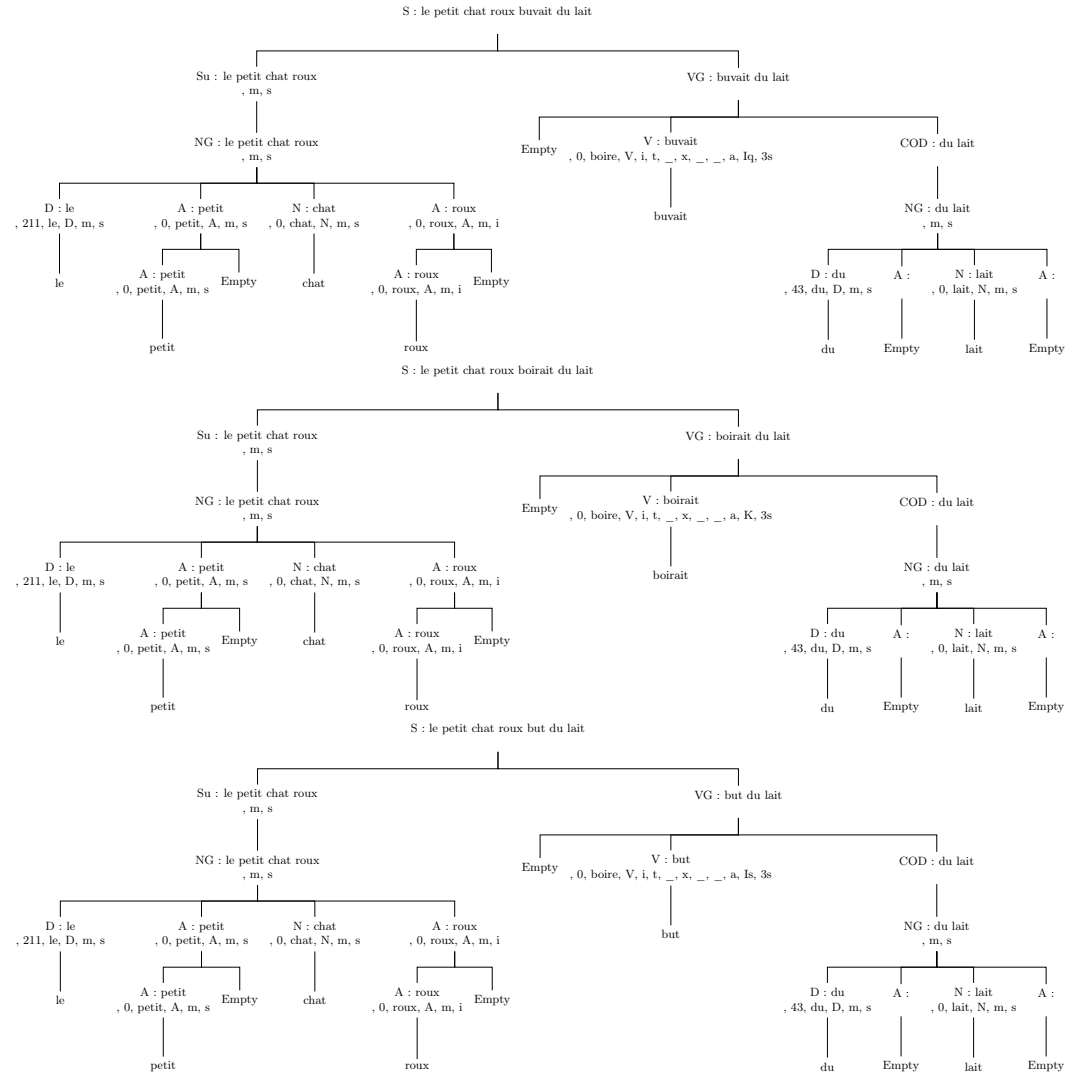 S : le petit chat roux buvait du lait
Su : le petit chat roux
, m, s
VG : buvait du lait
NG : le petit chat roux
, m, s
Empty
V : buvait
, 0, boire, V, i, t, _, x, _, _, a, Iq, 3s
COD : du lait
D : le
, 211, le, D, m, s
A : petit
, 0, petit, A, m, s
N : chat
, 0, chat, N, m, s
A : roux
, 0, roux, A, m, i
buvait
NG : du lait
, m, s
le
A : petit
, 0, petit, A, m, s
Empty
chat
A : roux
, 0, roux, A, m, i
Empty
D : du
, 43, du, D, m, s
A :
N : lait
, 0, lait, N, m, s
A :
petit
roux
du
Empty
lait
Empty
S : le petit chat roux boirait du lait
Su : le petit chat roux
, m, s
VG : boirait du lait
NG : le petit chat roux
, m, s
Empty
V : boirait
, 0, boire, V, i, t, _, x, _, _, a, K, 3s
COD : du lait
D : le
, 211, le, D, m, s
A : petit
, 0, petit, A, m, s
N : chat
, 0, chat, N, m, s
A : roux
, 0, roux, A, m, i
boirait
NG : du lait
, m, s
le
A : petit
, 0, petit, A, m, s
Empty
chat
A : roux
, 0, roux, A, m, i
Empty
D : du
, 43, du, D, m, s
A :
N : lait
, 0, lait, N, m, s
A :
petit
roux
du
Empty
lait
Empty
S : le petit chat roux but du lait
Su : le petit chat roux
, m, s
VG : but du lait
NG : le petit chat roux
, m, s
Empty
V : but
, 0, boire, V, i, t, _, x, _, _, a, Is, 3s
COD : du lait
D : le
, 211, le, D, m, s
A : petit
, 0, petit, A, m, s
N : chat
, 0, chat, N, m, s
A : roux
, 0, roux, A, m, i
but
NG : du lait
, m, s
le
A : petit
, 0, petit, A, m, s
Empty
chat
A : roux
, 0, roux, A, m, i
Empty
D : du
, 43, du, D, m, s
A :
N : lait
, 0, lait, N, m, s
A :
petit
roux
du
Empty
lait
Empty